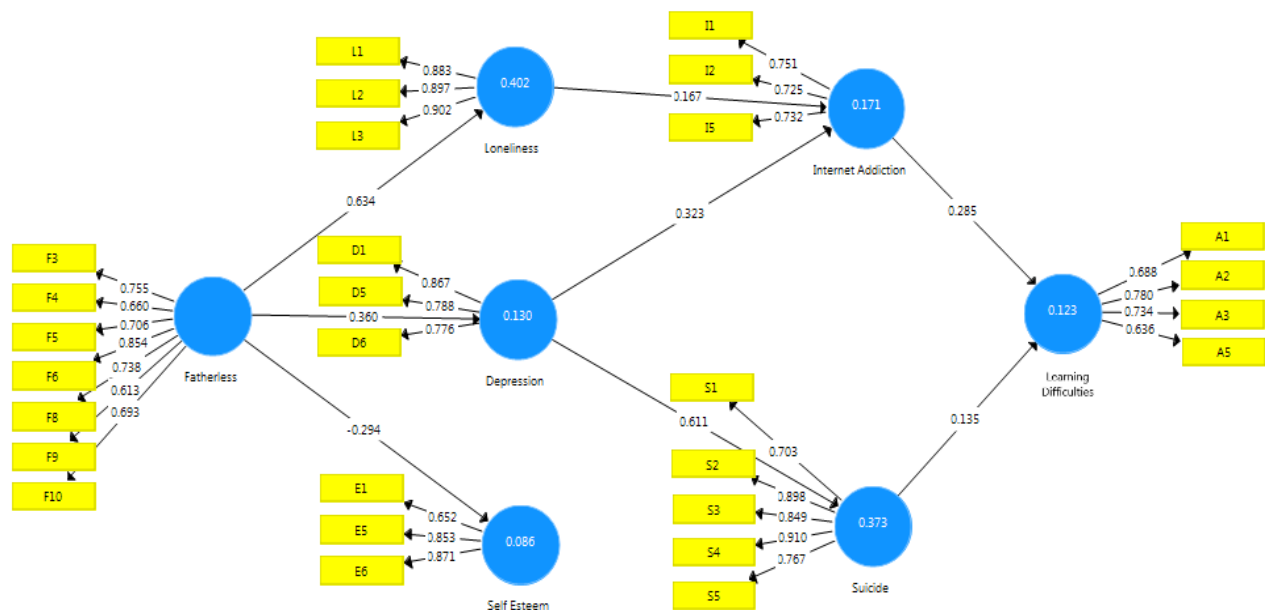 I1
L1
0.751
0.883
0.402
I2
L2
0.897
0.167
0.725
0.171
0.902
0.732
L3
I5
Loneliness
Internet Addiction
0.634
0.323
0.285
F3
D1
A1
0.755
0.867
0.688
F4
0.660
D5
0.788
A2
0.780
F5
0.706
0.360
0.130
0.123
0.734
A3
0.854
0.776
D6
0.636
F6
0.738
A5
0.613
Fatherless
Depression
Learning
Difficulties
0.693
F8
S1
0.611
0.135
-0.294
0.703
F9
S2
E1
F10
0.652
0.898
S3
0.849
E5
0.853
0.086
0.373
0.910
S4
0.871
0.767
E6
Suicide
S5
Self Esteem